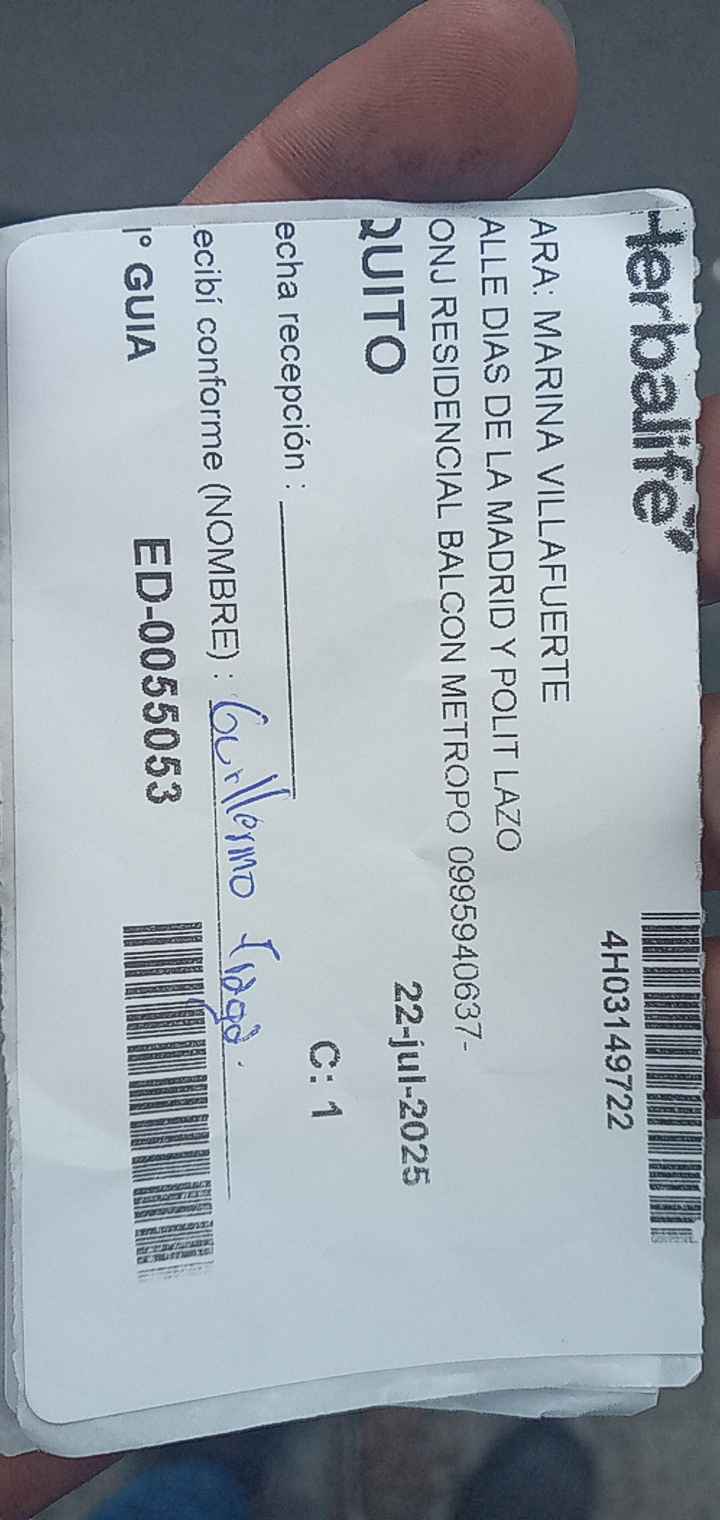 Herbalife
4H03149722
ARA: MARINA VILLAFUERTE
ALLE DIAS DE LA MADRID Y POLIT LAZO
ONJ RESIDENCIAL BALCON METROPO 0995940637-
QUITO
22-jul-2025
echa recepción :
C: 1
ecibí conforme (NOMBRE) : Guillermo
N° GUIA
ED-0055053